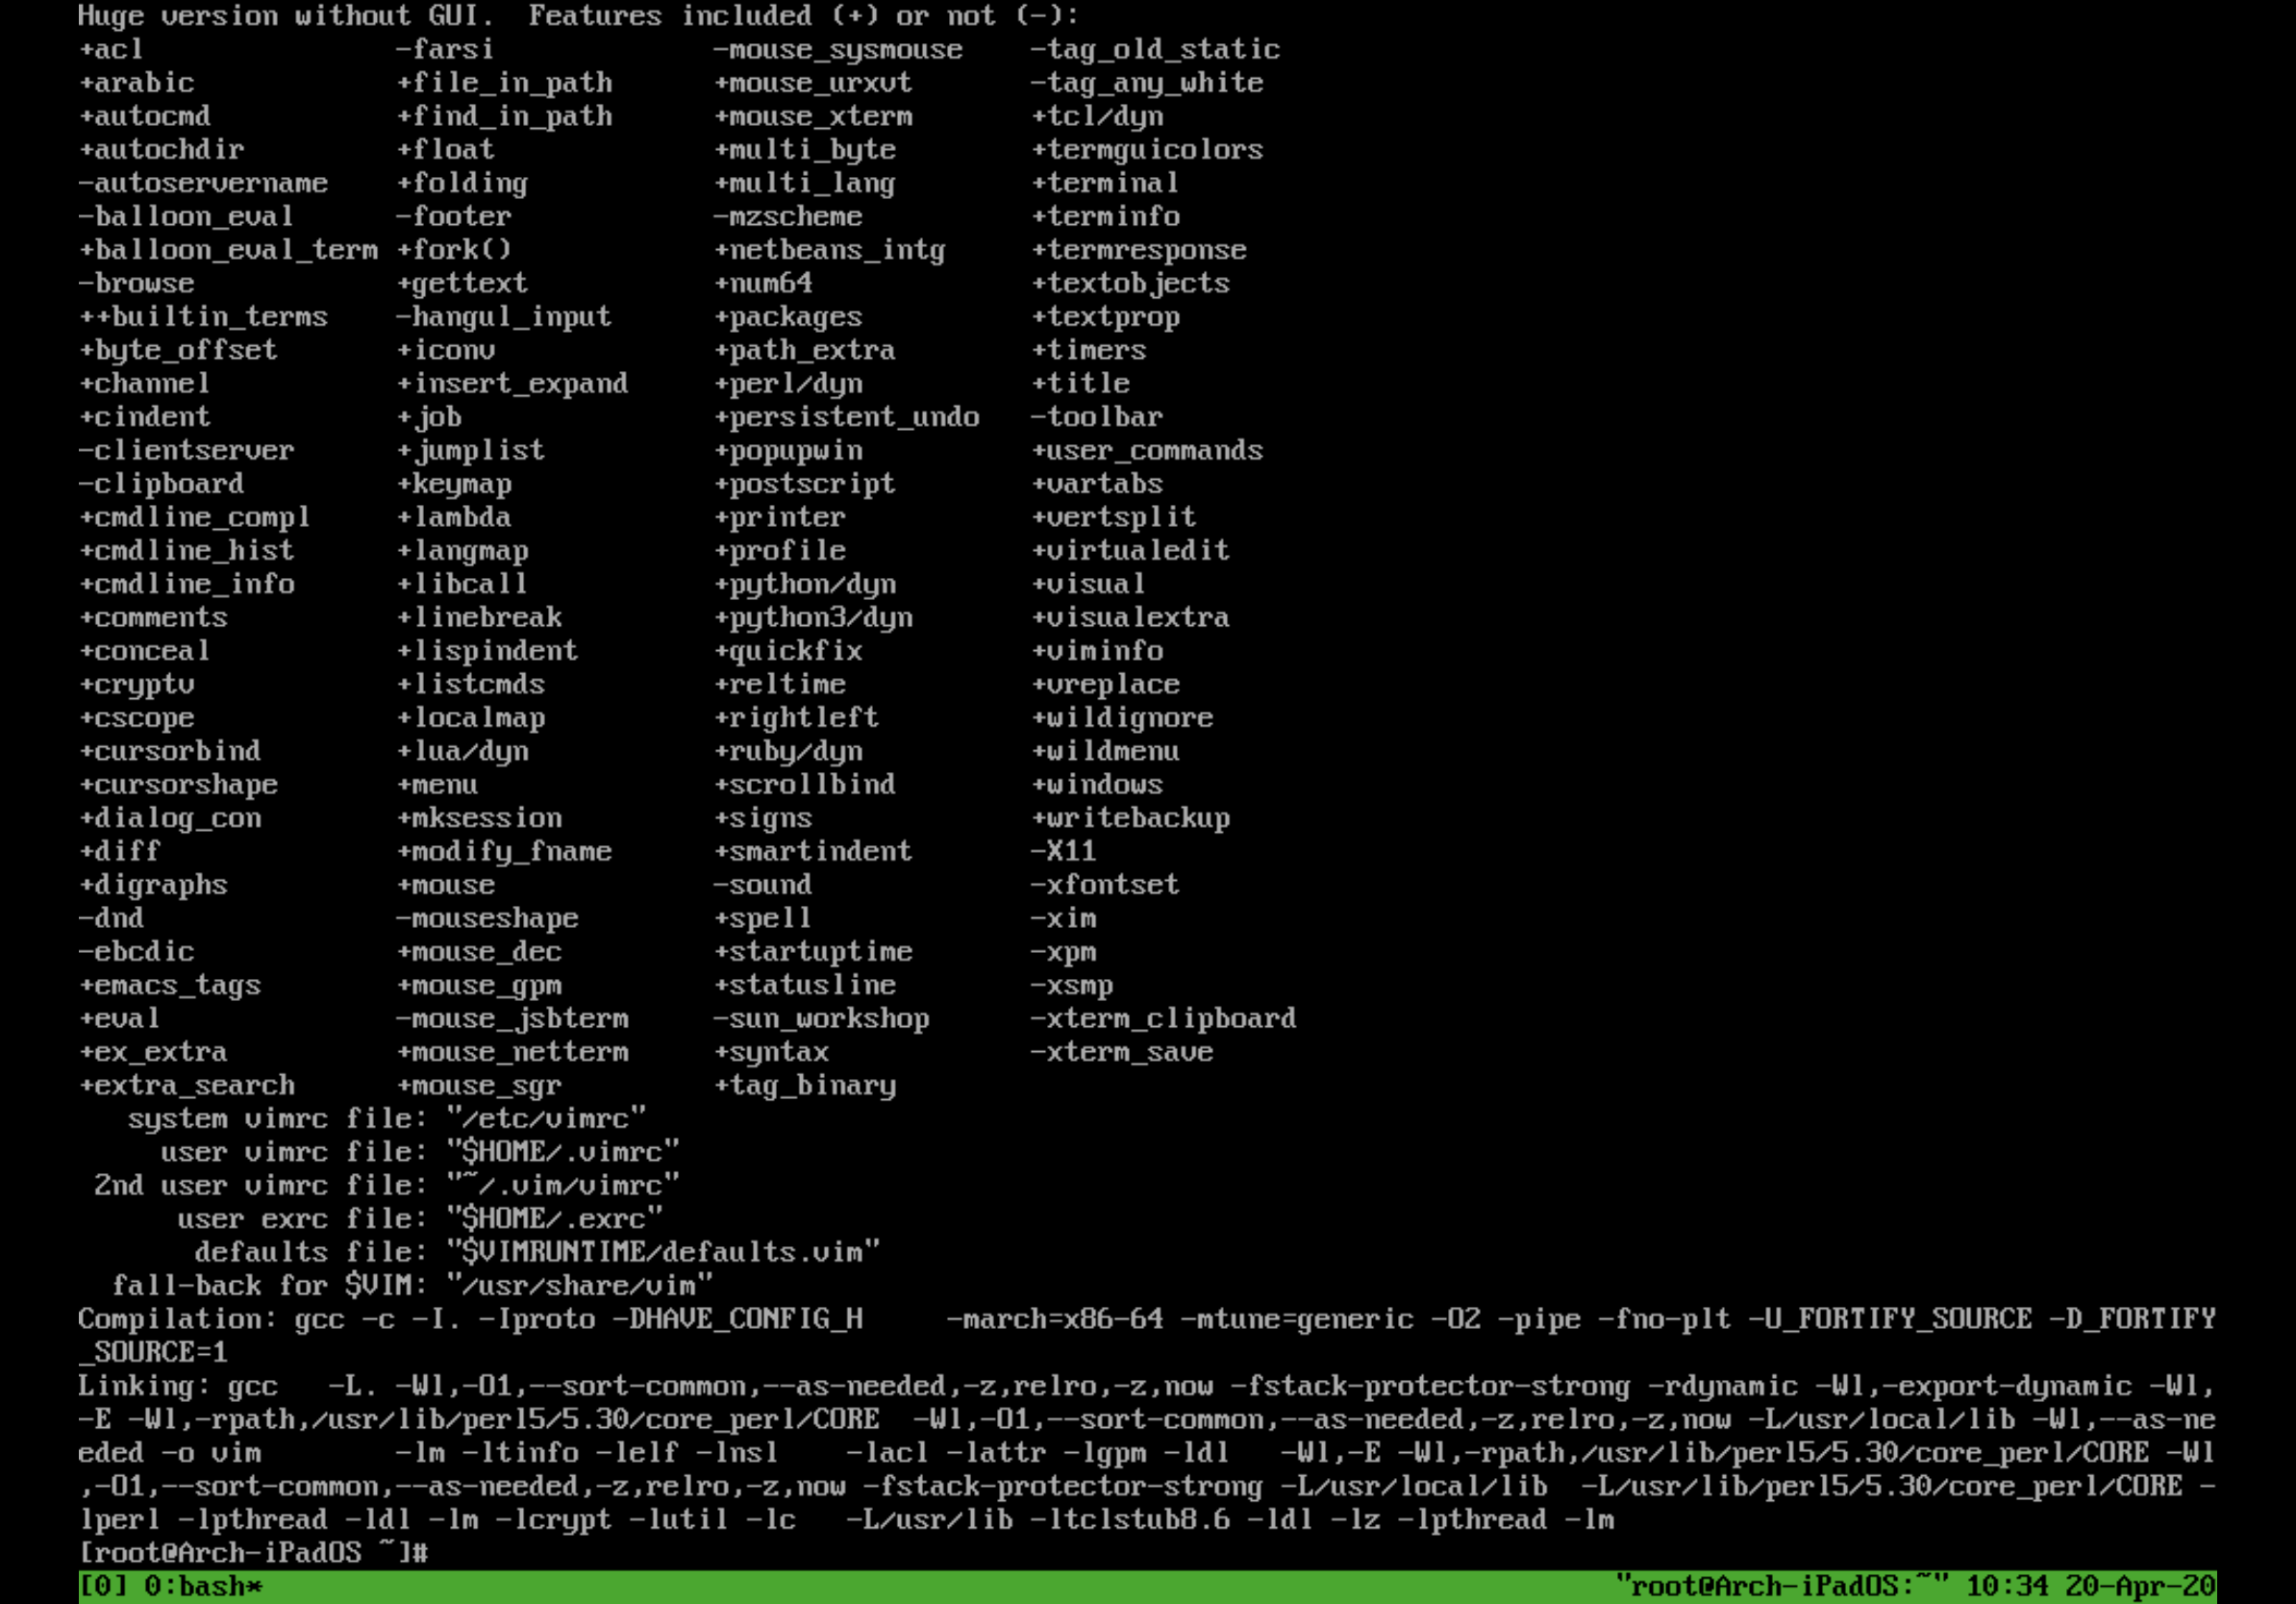 Huge version without GUI.  Features included (+) or not (-):
+acl               -farsi             -mouse_sysmouse    -tag_old_static
+arabic            +file_in_path      +mouse_urxvt       -tag_any_white
+autocmd           +find_in_path      +mouse_xterm       +tcl/dyn
+autochdir         +float             +multi_byte        +termguicolors
-autoservername    +folding           +multi_lang        +terminal
-balloon_eval      -footer            -mzscheme          +terminfo
+balloon_eval_term +fork()            +netbeans_intg     +termresponse
-browse            +gettext           +num64             +textobjects
++builtin_terms    -hangul_input      +packages          +textprop
+byte_offset       +iconv             +path_extra        +timers
+channel           +insert_expand     +perl/dyn          +title
+cindent           +job               +persistent_undo   -toolbar
-clientserver      +jumplist          +popupwin          +user_commands
-clipboard         +keymap            +postscript        +vartabs
+cmdline_compl     +lambda            +printer           +vertsplit
+cmdline_hist      +langmap           +profile           +virtualedit
+cmdline_info      +libcall           +python/dyn        +visual
+comments          +linebreak         +python3/dyn       +visualextra
+conceal           +lispindent        +quickfix          +viminfo
+cryptv            +listcmds          +reltime           +vreplace
+cscope            +localmap          +rightleft         +wildignore
+cursorbind        +lua/dyn           +ruby/dyn          +wildmenu
+cursorshape       +menu              +scrollbind        +windows
+dialog_con        +mksession         +signs             +writebackup
+diff              +modify_fname      +smartindent       -X11
+digraphs          +mouse             -sound             -xfontset
-dnd               -mouseshape        +spell             -xim
-ebcdic            +mouse_dec         +startuptime       -xpm
+emacs_tags        +mouse_gpm         +statusline        -xsmp
+eval              -mouse_jsbterm     -sun_workshop      -xterm_clipboard
+ex_extra          +mouse_netterm     +syntax            -xterm_save
+extra_search      +mouse_sgr         +tag_binary
   system vimrc file: "/etc/vimrc"
     user vimrc file: "$HOME/.vimrc"
 2nd user vimrc file: "~/.vim/vimrc"
      user exrc file: "$HOME/.exrc"
       defaults file: "$VIMRUNTIME/defaults.vim"
  fall-back for $VIM: "/usr/share/vim"
Compilation: gcc -c -I. -Iproto -DHAVE_CONFIG_H     -march=x86-64 -mtune=generic -O2 -pipe -fno-plt -U_FORTIFY_SOURCE -D_FORTIFY
_SOURCE=1
Linking: gcc   -L. -Wl,-O1,--sort-common,--as-needed,-z,relro,-z,now -fstack-protector-strong -rdynamic -Wl,-export-dynamic -Wl,
-E -Wl,-rpath,/usr/lib/perl5/5.30/core_perl/CORE  -Wl,-O1,--sort-common,--as-needed,-z,relro,-z,now -L/usr/local/lib -Wl,--as-ne
eded -o vim        -lm -ltinfo -lelf -lnsl    -lacl -lattr -lgpm -ldl   -Wl,-E -Wl,-rpath,/usr/lib/perl5/5.30/core_perl/CORE -Wl
,-O1,--sort-common,--as-needed,-z,relro,-z,now -fstack-protector-strong -L/usr/local/lib  -L/usr/lib/perl5/5.30/core_perl/CORE -
lperl -lpthread -ldl -lm -lcrypt -lutil -lc   -L/usr/lib -ltclstub8.6 -ldl -lz -lpthread -lm
[root@Arch-iPadOS ~]#
[0] 0:bash* "root@Arch-iPadOS:~" 10:34 20-Apr-20